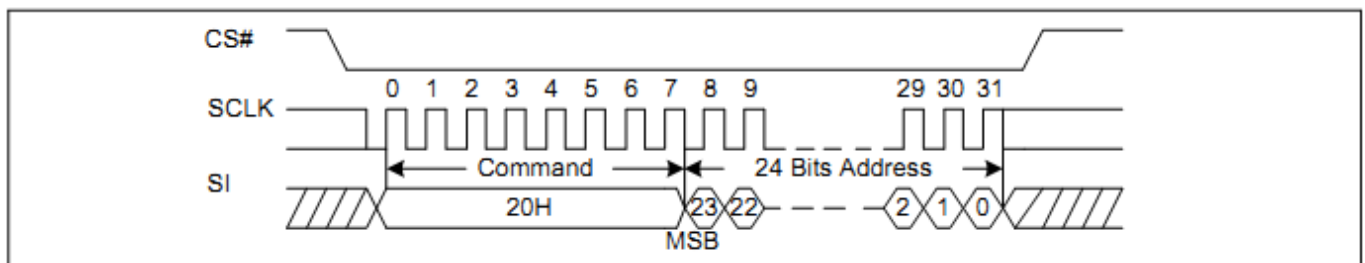 CS#
0 1 2 3 4 5 6 7 8 9 29 30 31
SCLK
Command 24 Bits Address
SI
20H 23 22 2 1 0
MSB